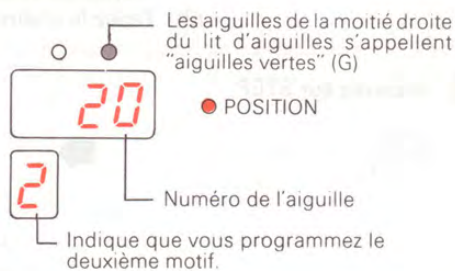 Les aiguilles de la moitié droite
du lit d'aiguilles s'appellent
"aiguilles vertes" (G)
20
POSITION
2
Numéro de l'aiguille
Indique que vous programmez le
deuxième motif.